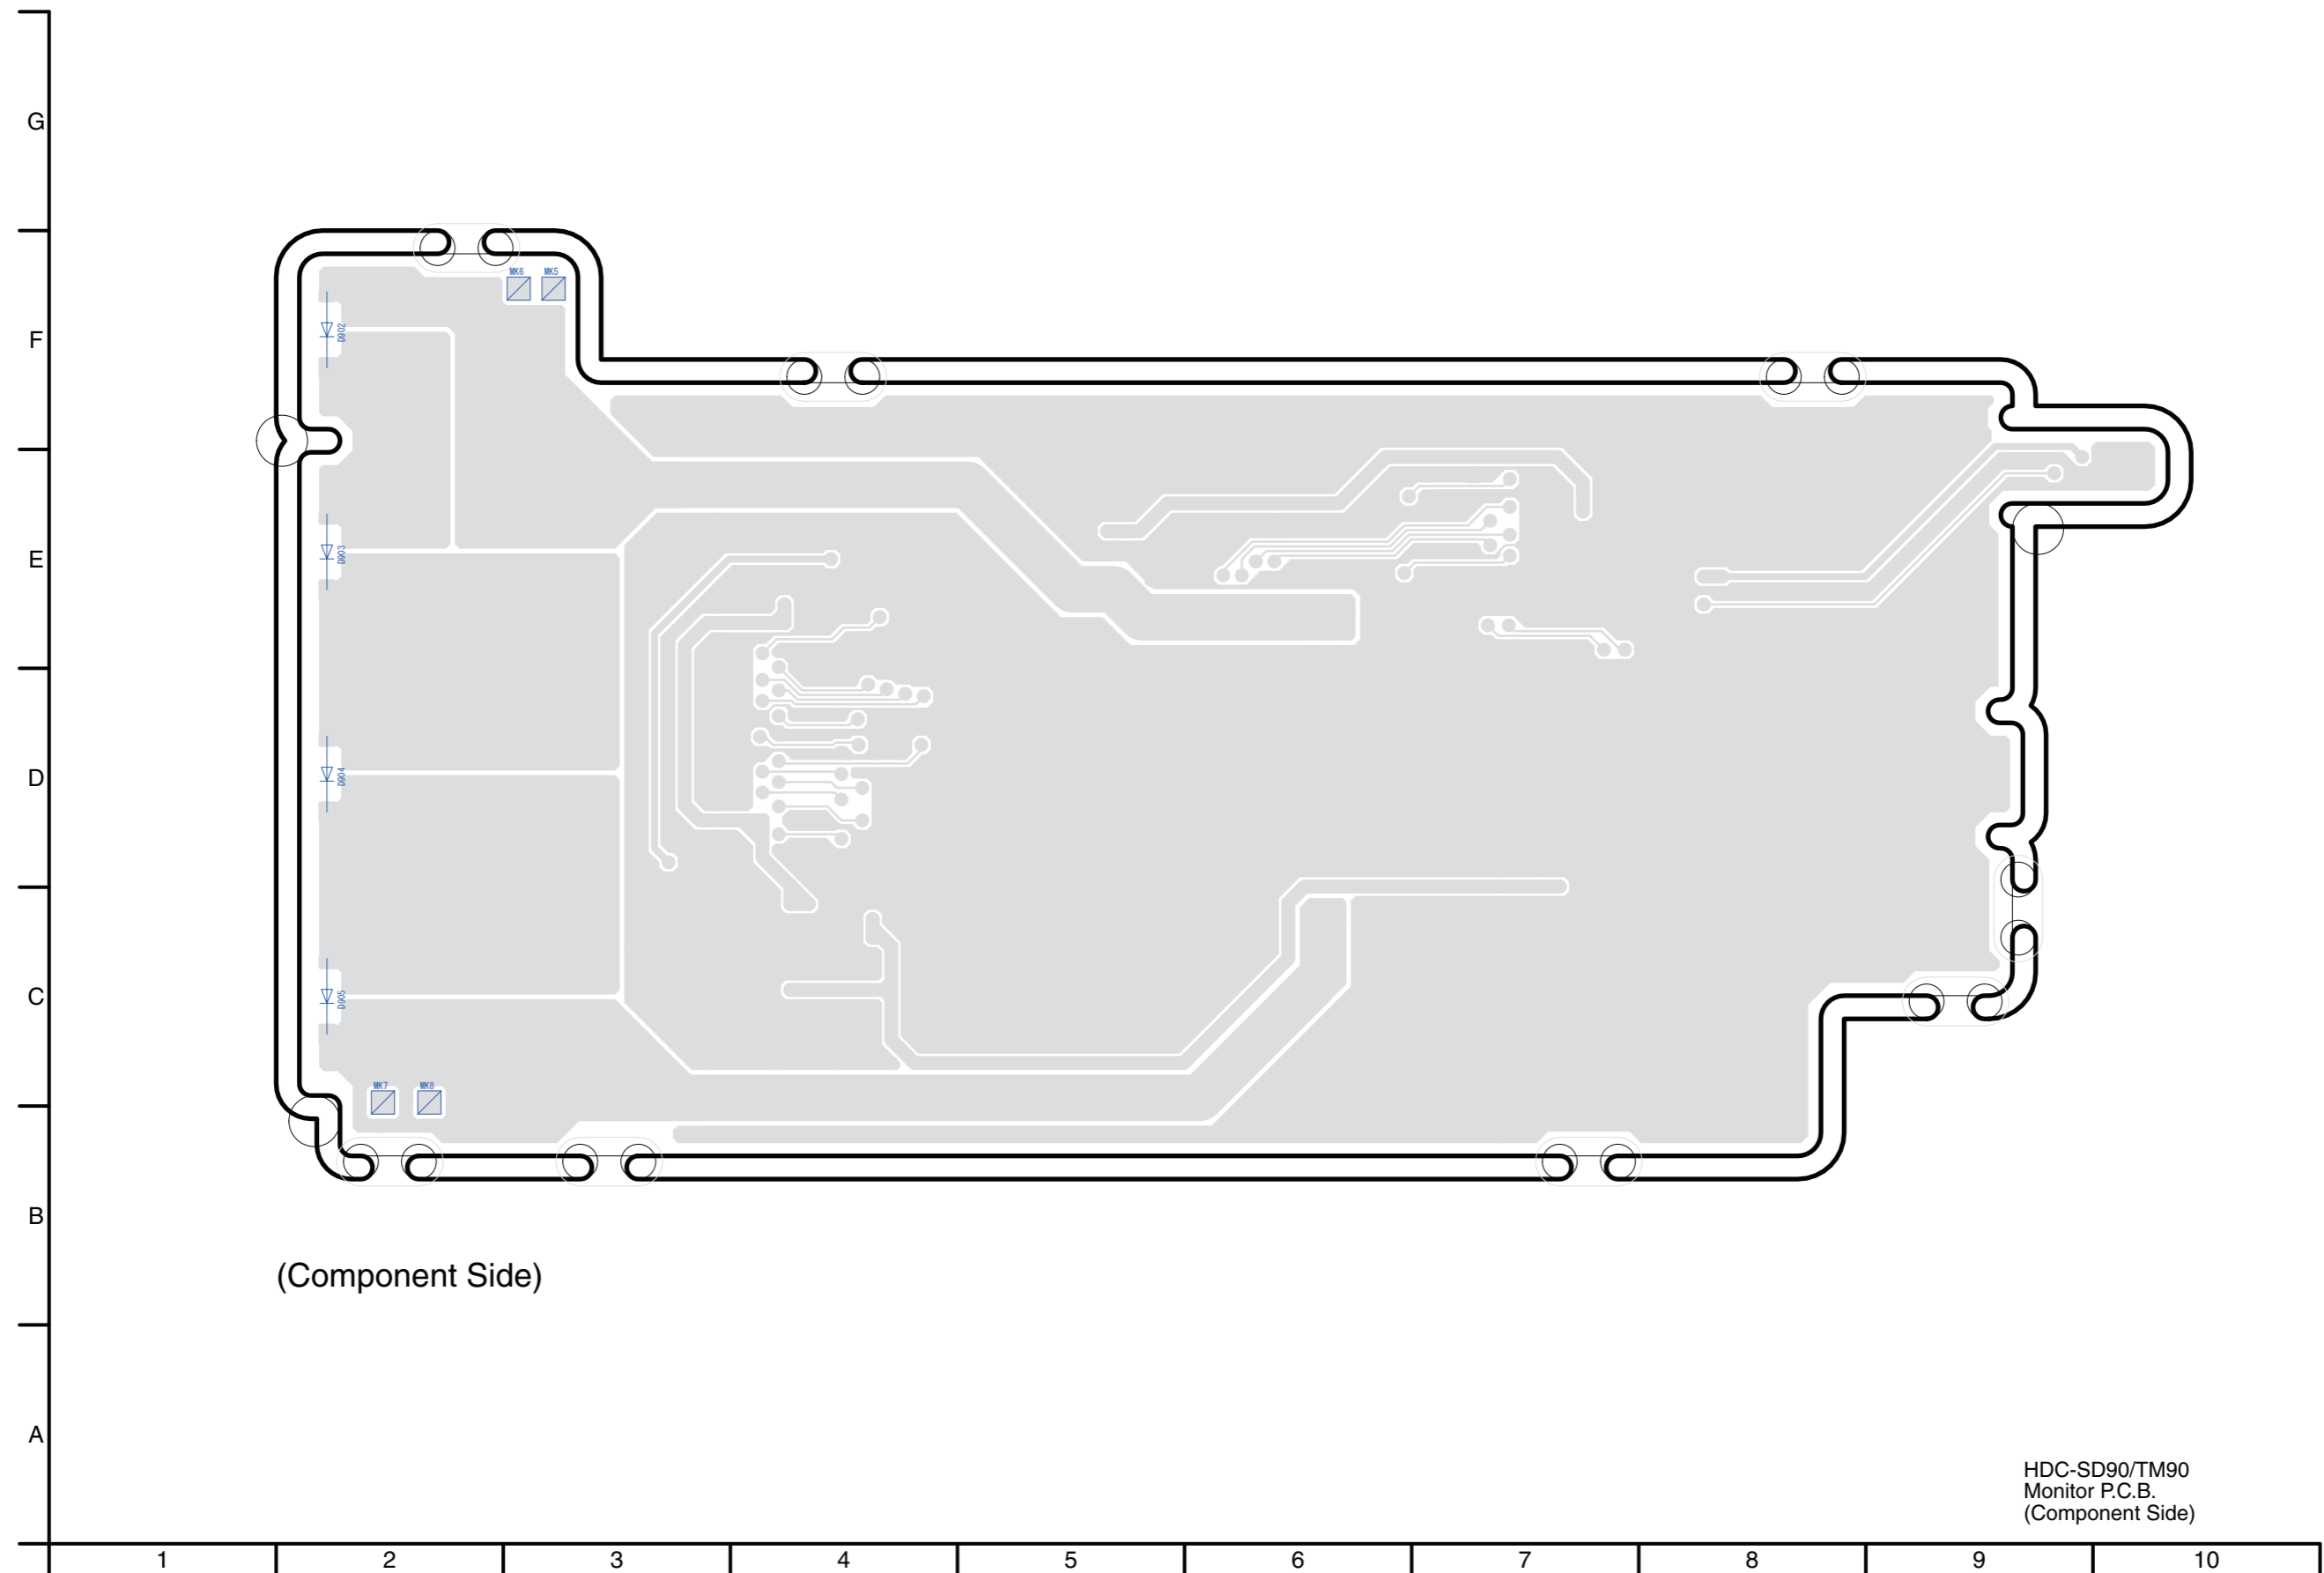 G
MK6 MK5
F
D902
E
D903
D
D904
C
D905
MK7 MK8
B
(Component Side)
A
HDC-SD90/TM90
Monitor P.C.B.
(Component Side)
1 2 3 4 5 6 7 8 9 10